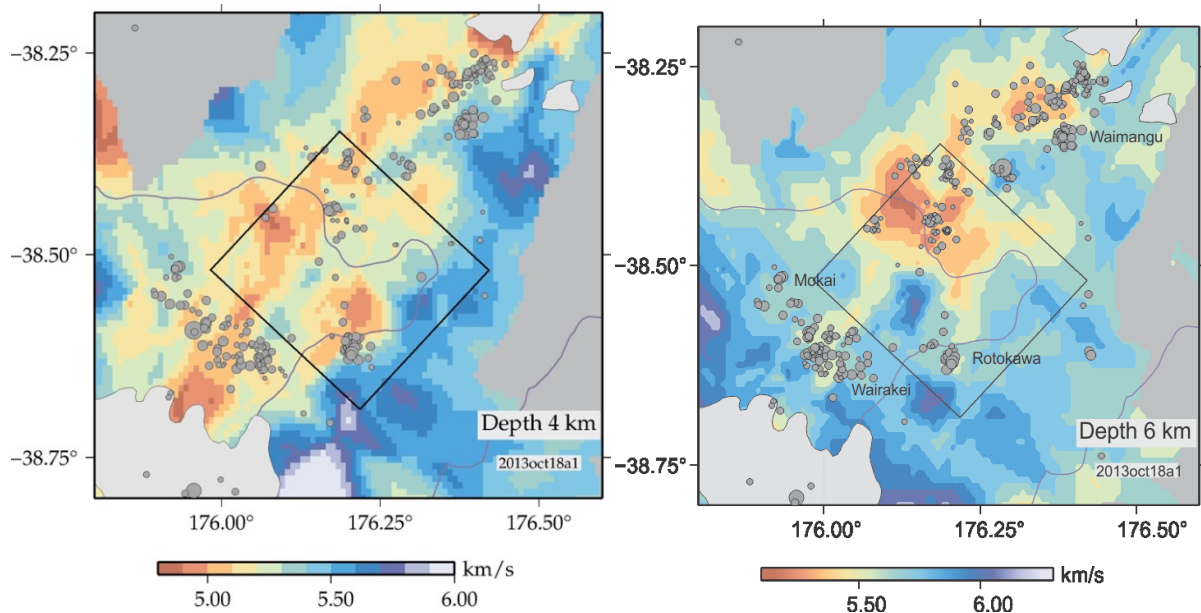 −38.25°
−38.50°
−38.75°
Depth 4 km
2013oct18a1
176.00°
176.25°
176.50°
km/s
5.00
5.50
6.00
−38.25°
−38.50°
−38.75°
Waimangu
Mokai
Rotokawa
Wairakei
Depth 6 km
2013oct18a1
176.00°
176.25°
176.50°
km/s
5.50
6.00